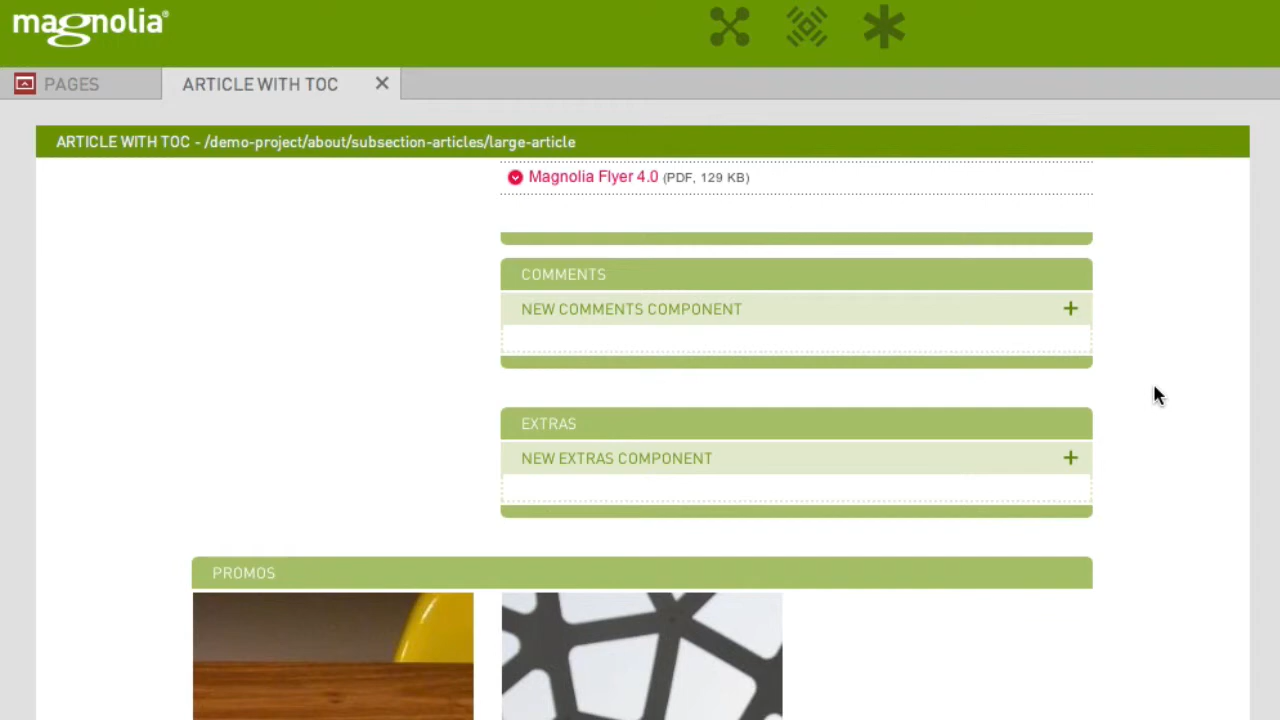 magnolia®
PAGES
ARTICLE WITH TOC
ARTICLE WITH TOC - /demo-project/about/subsection-articles/large-article
Magnolia Flyer 4.0 (PDF, 129 KB)
COMMENTS
NEW COMMENTS COMPONENT
EXTRAS
NEW EXTRAS COMPONENT
PROMOS